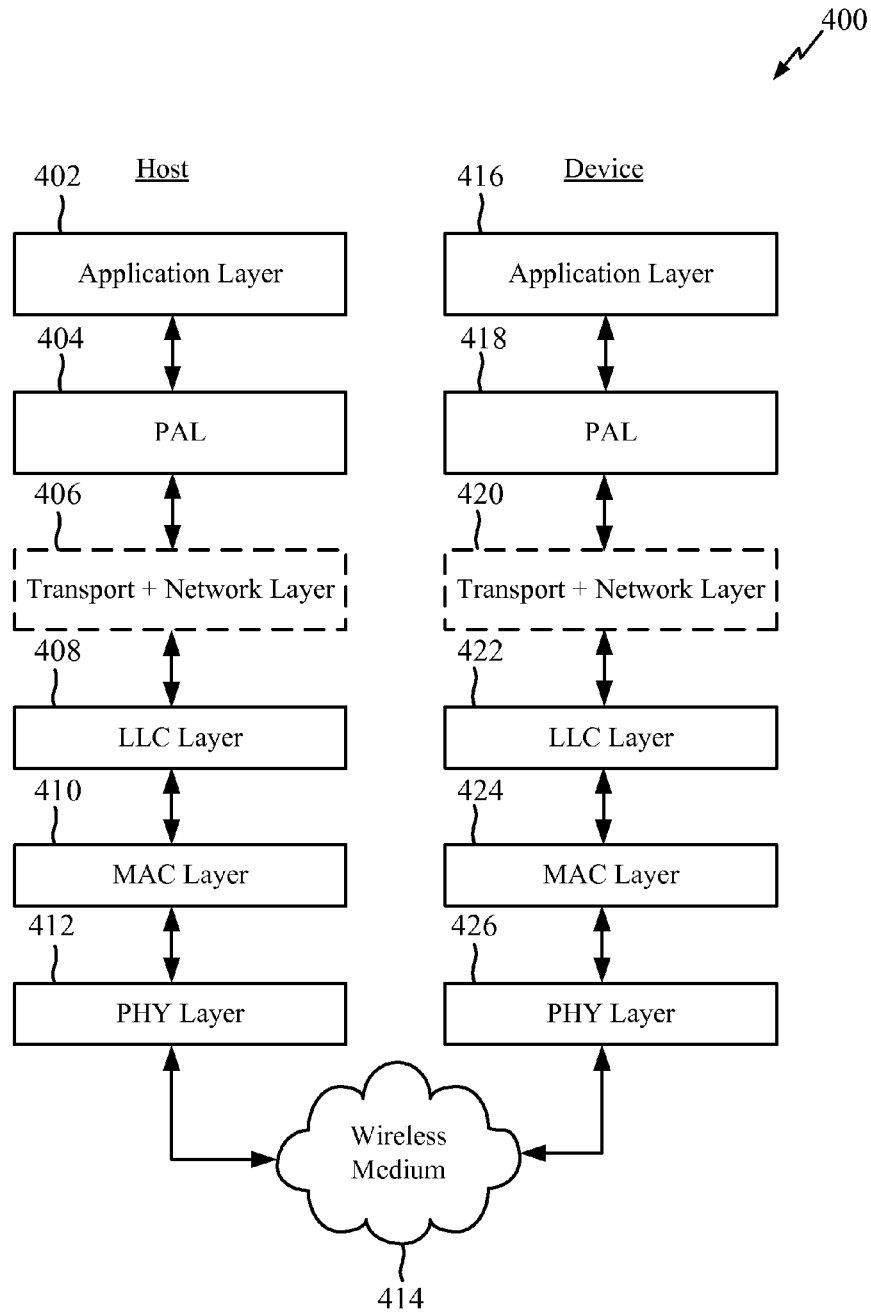 400
402 Host 416 Device
Application Layer Application Layer
404 418
PAL PAL
406 420
Transport + Network Layer Transport + Network Layer
408 422
LLC Layer LLC Layer
410 424
MAC Layer MAC Layer
412 426
PHY Layer PHY Layer
Wireless
Medium
414